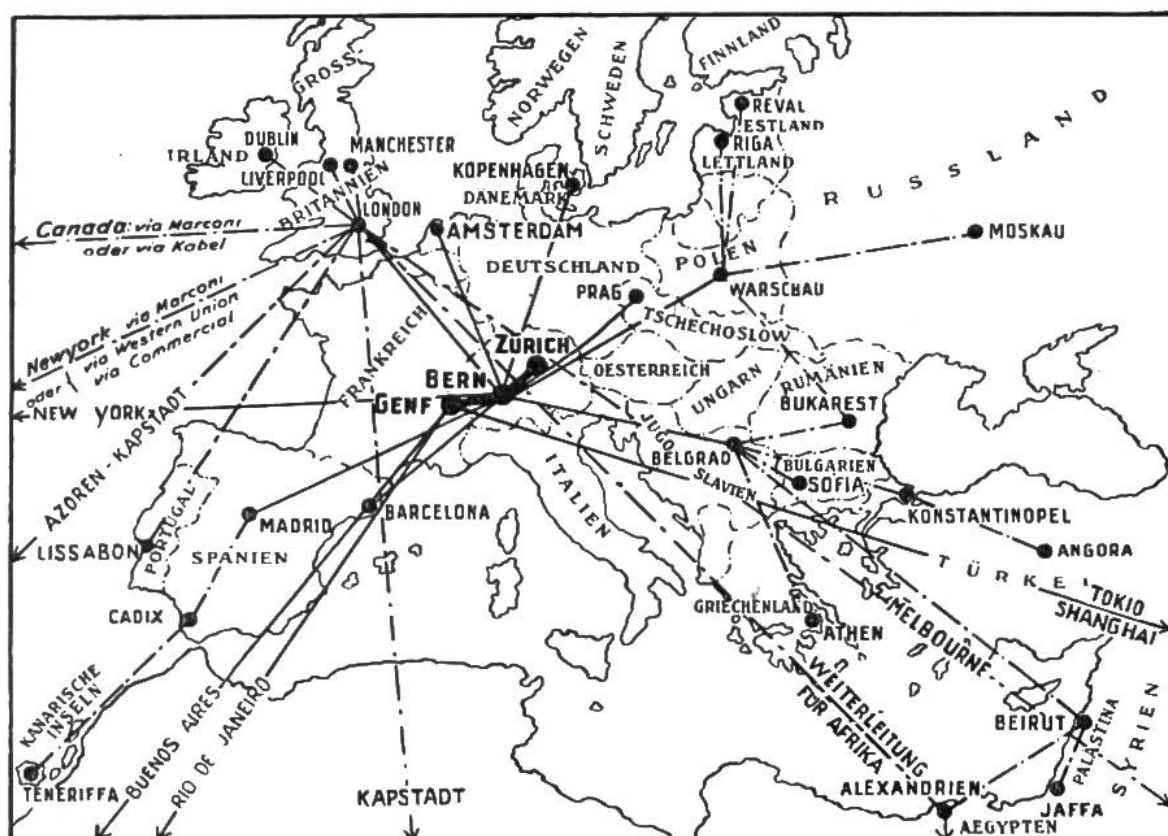 NORWEGEN
SCHWEDEN
FINNLAND
GROSS
BRITANNIEN
REVAL
ESTLAND
RIGA
LETTLAND
RUSSLAND
DUBLIN
IRLAND
MANCHESTER
LIVERPOOL
KOPENHAGEN
DÄNEMARK
LONDON
AMSTERDAM
MOSKAU
Canada via Marconi
oder via Kabel
DEUTSCHLAND
POLEN
WARSCHAU
PRAG
TSCHECHOSLOW.
Newyork via Marconi
oder { via Western Union
via Commercial
NEW YORK
FRANKREICH
ZÜRICH
BERN
GENF
OESTERREICH
UNGARN
RUMÄNIEN
BUKAREST
AZOREN-KAPSTADT
JUGO
SLAVIEN
BELGRAD
BULGARIEN
SOFIA
ITALIEN
KONSTANTINOPEL
ANGORA
TÜRKEI
PORTUGAL
LISSABON
MADRID
SPANIEN
BARCELONA
CADIX
GRIECHENLAND
ATHEN
TOKIO
SHANGHAI
MELBOURNE
WEITERLEITUNG
FÜR AFRIKA
KANARISCHE
INSELN
TENERIFFA
BUENOS AIRES
RIO DE JANEIRO
KAPSTADT
BEIRUT
PALÄSTINA
SYRIEN
ALEXANDRIEN
JAFFA
AEGYPTEN